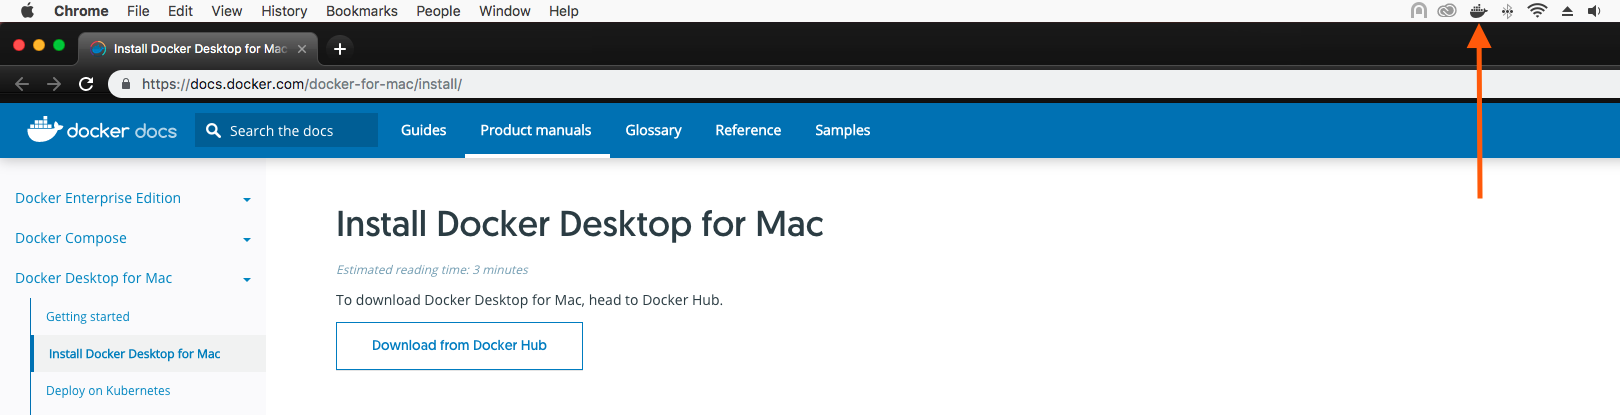 Chrome File Edit View History Bookmarks People Window Help
Install Docker Desktop for Mac
https://docs.docker.com/docker-for-mac/install/
docker docs Search the docs Guides Product manuals Glossary Reference Samples
Docker Enterprise Edition
Docker Compose
Docker Desktop for Mac
Getting started
Install Docker Desktop for Mac
Deploy on Kubernetes
Install Docker Desktop for Mac
Estimated reading time: 3 minutes
To download Docker Desktop for Mac, head to Docker Hub.
Download from Docker Hub